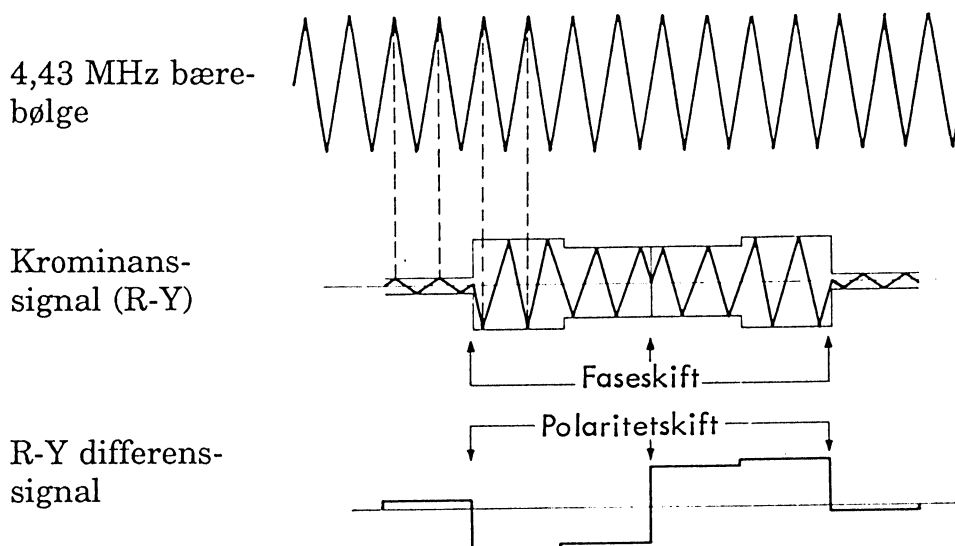 4,43 MHz bære-
bølge
Krominans-
signal (R-Y)
Faseskift
Polaritetskift
R-Y differens-
signal